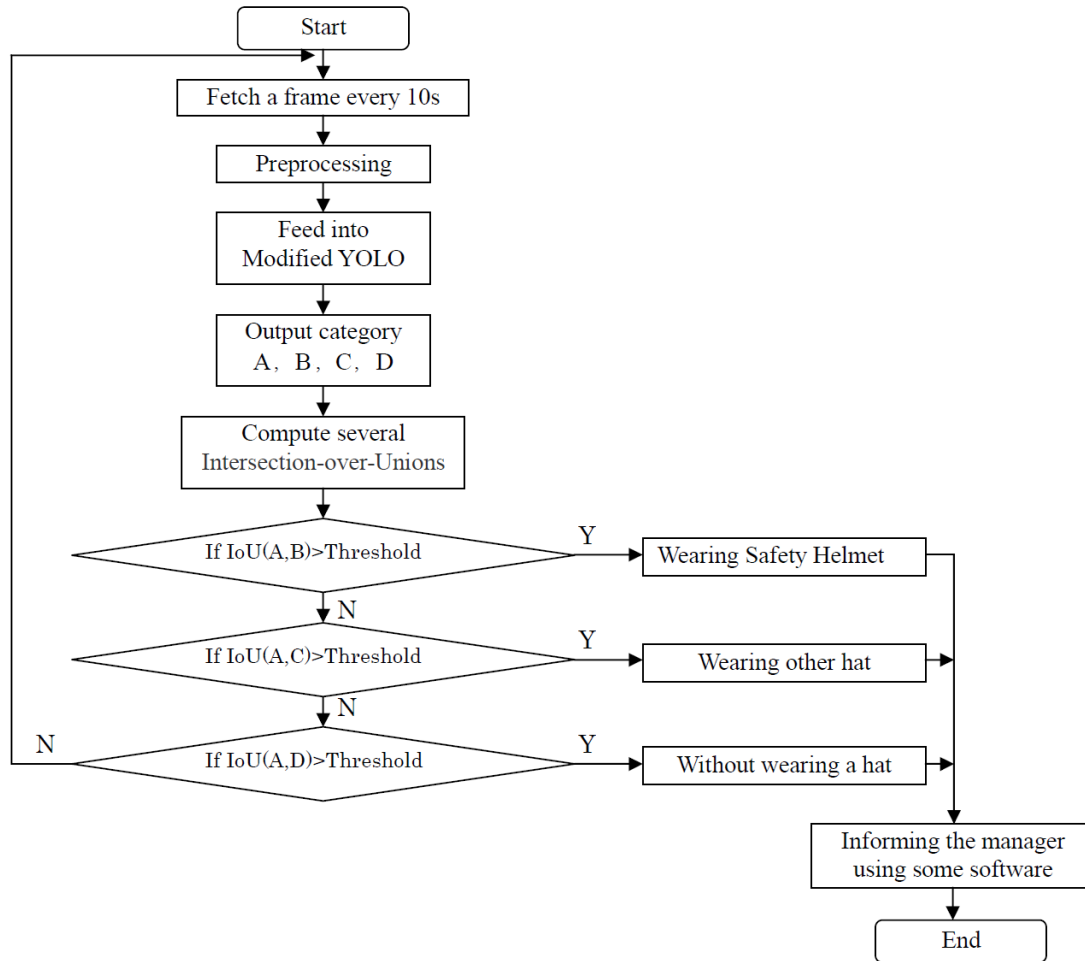 Start
Fetch a frame every 10s
Preprocessing
Feed into
Modified YOLO
Output category
A, B, C, D
Compute several
Intersection-over-Unions
If IoU(A,B)>Threshold
Y
Wearing Safety Helmet
N
If IoU(A,C)>Threshold
Y
Wearing other hat
N
N
If IoU(A,D)>Threshold
Y
Without wearing a hat
Informing the manager
using some software
End